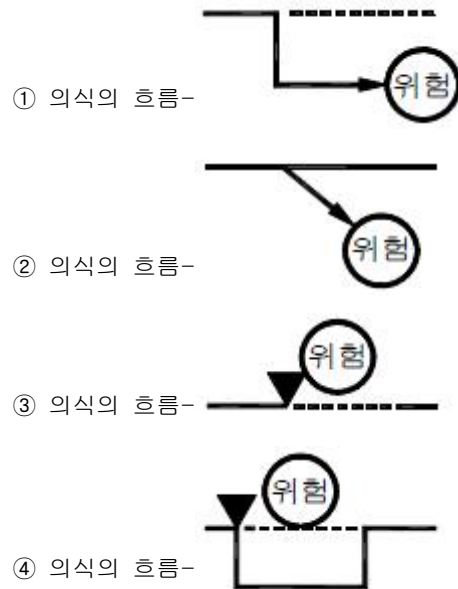 위험
① 의식의 흐름-
위험
② 의식의 흐름-
위험
③ 의식의 흐름-
위험
④ 의식의 흐름-